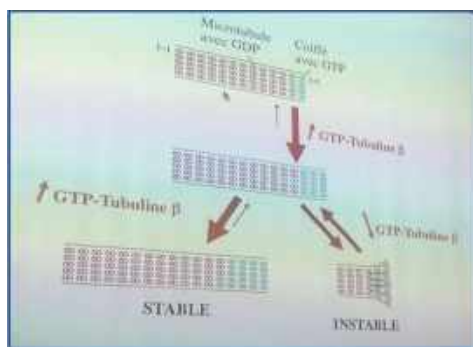 Microtubule
avec GDP
Coiffe
avec GTP
(-)
GTP-Tubuline β
GTP-Tubuline β
GTP-Tubuline β
STABLE
INSTABLE